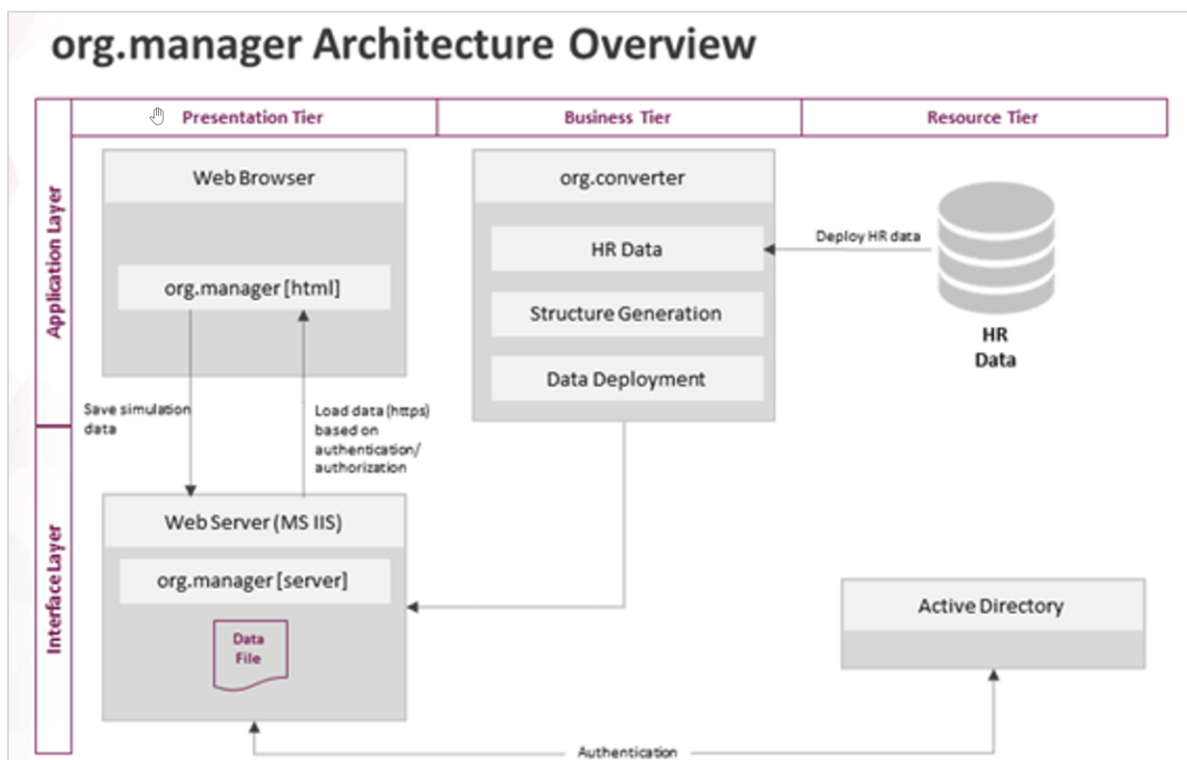 org.manager Architecture Overview
Presentation Tier
Business Tier
Resource Tier
Application Layer
Web Browser
org.manager [html]
org.converter
HR Data
Structure Generation
Data Deployment
Deploy HR data
HR
Data
Save simulation
data
Load data (https)
based on
authentication/
authorization
Interface Layer
Web Server (MS IIS)
org.manager [server]
Data
File
Active Directory
Authentication